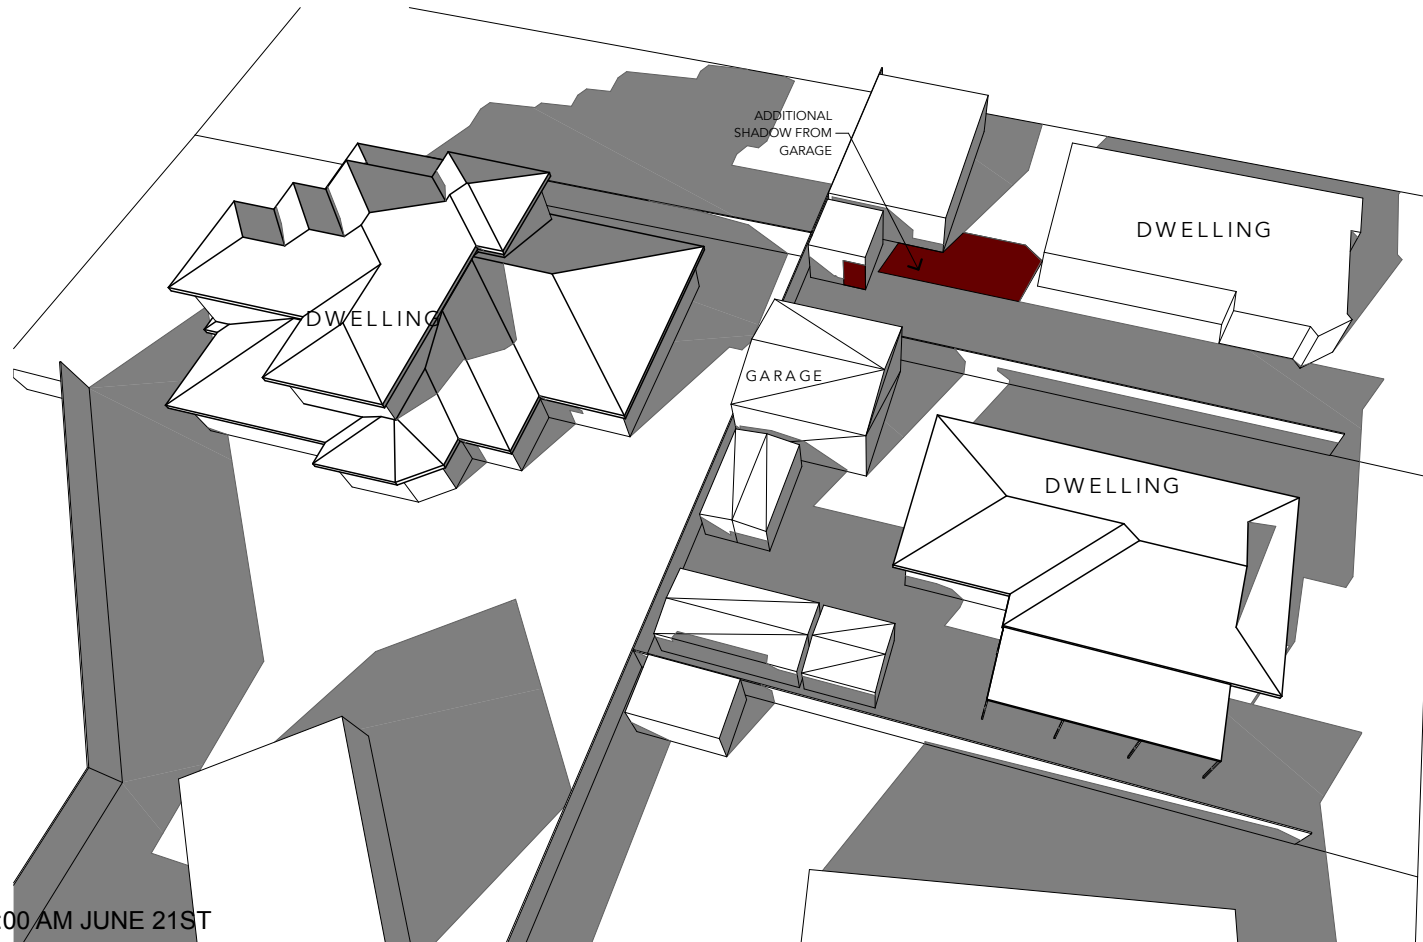 ADDITIONAL
SHADOW FROM
GARAGE
DWELLING
DWELLING
GARAGE
DWELLING
:00 AM JUNE 21ST